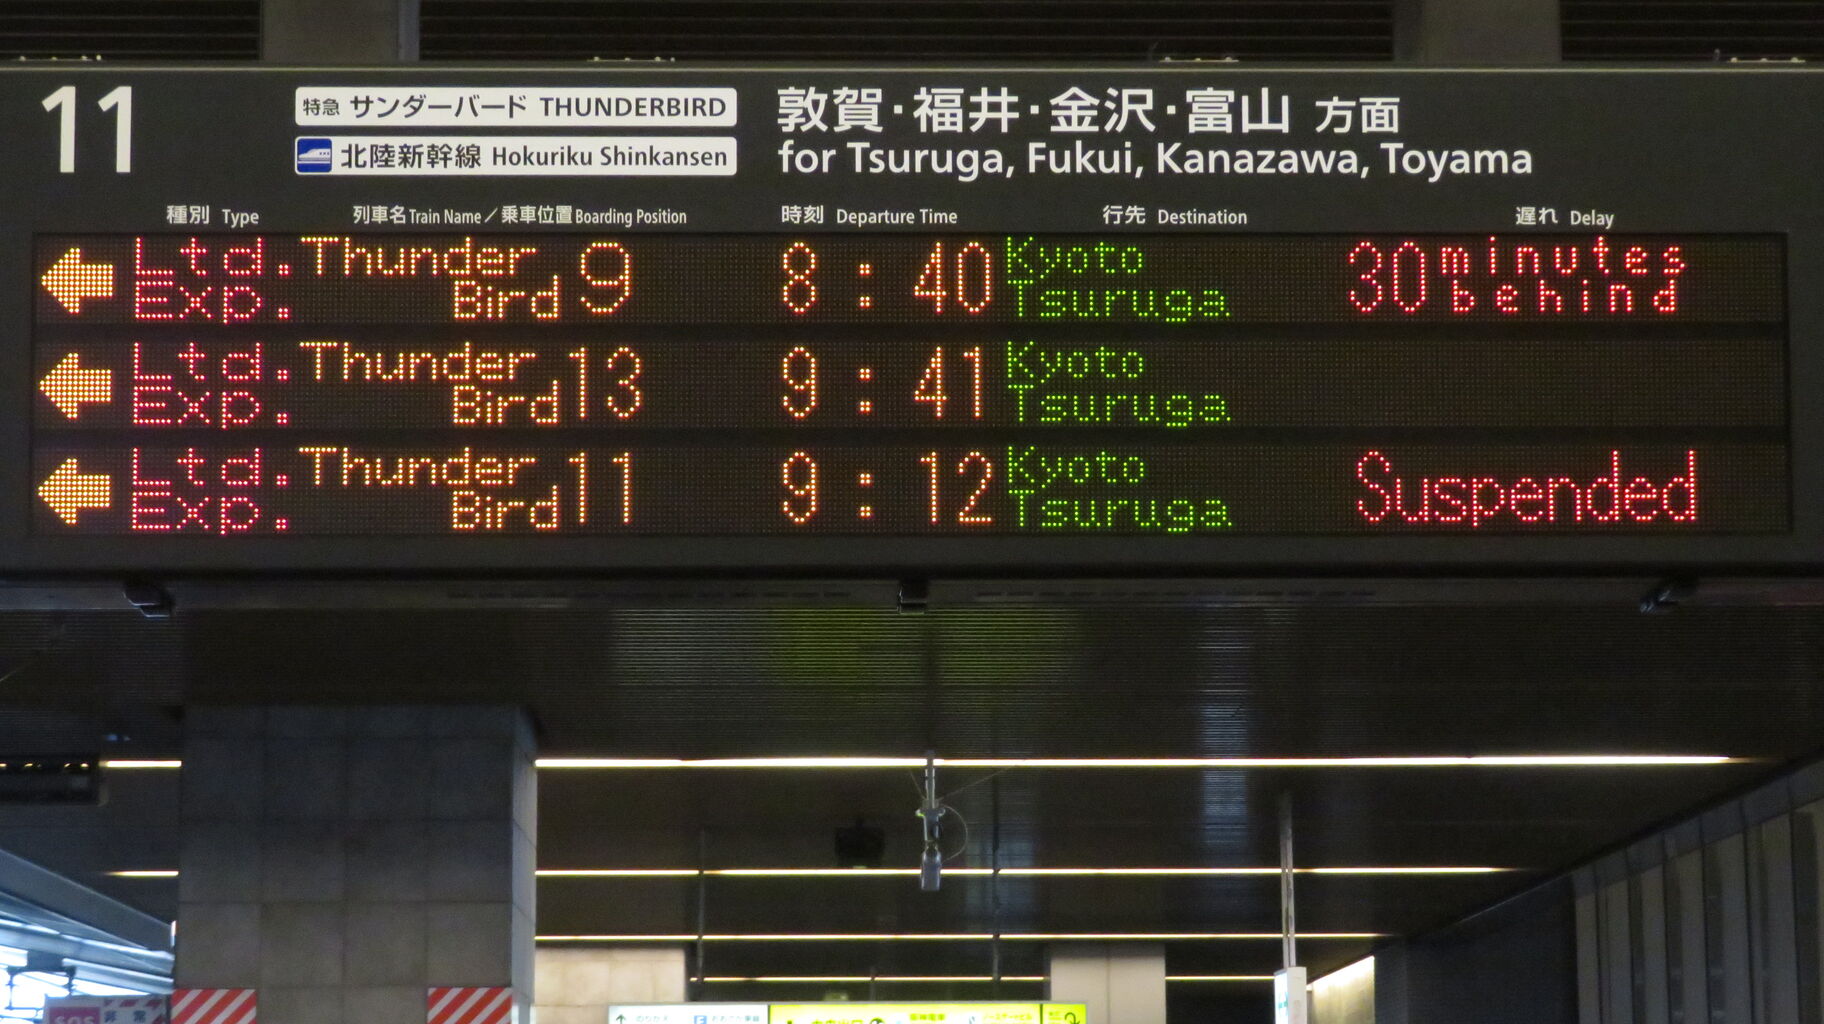 11
特急 サンダーバード THUNDERBIRD
北陸新幹線 Hokuriku Shinkansen
敦賀・福井・金沢・富山 方面
for Tsuruga, Fukui, Kanazawa, Toyama
種別 Type 列車名 Train Name / 乗車位置 Boarding Position 時刻 Departure Time 行先 Destination 遅れ Delay
Ltd. Exp. Thunder Bird 9 8:40 Kyoto Tsuruga 30 minutes behind
Ltd. Exp. Thunder Bird 13 9:41 Kyoto Tsuruga
Ltd. Exp. Thunder Bird 11 9:12 Kyoto Tsuruga Suspended
SOS 非常